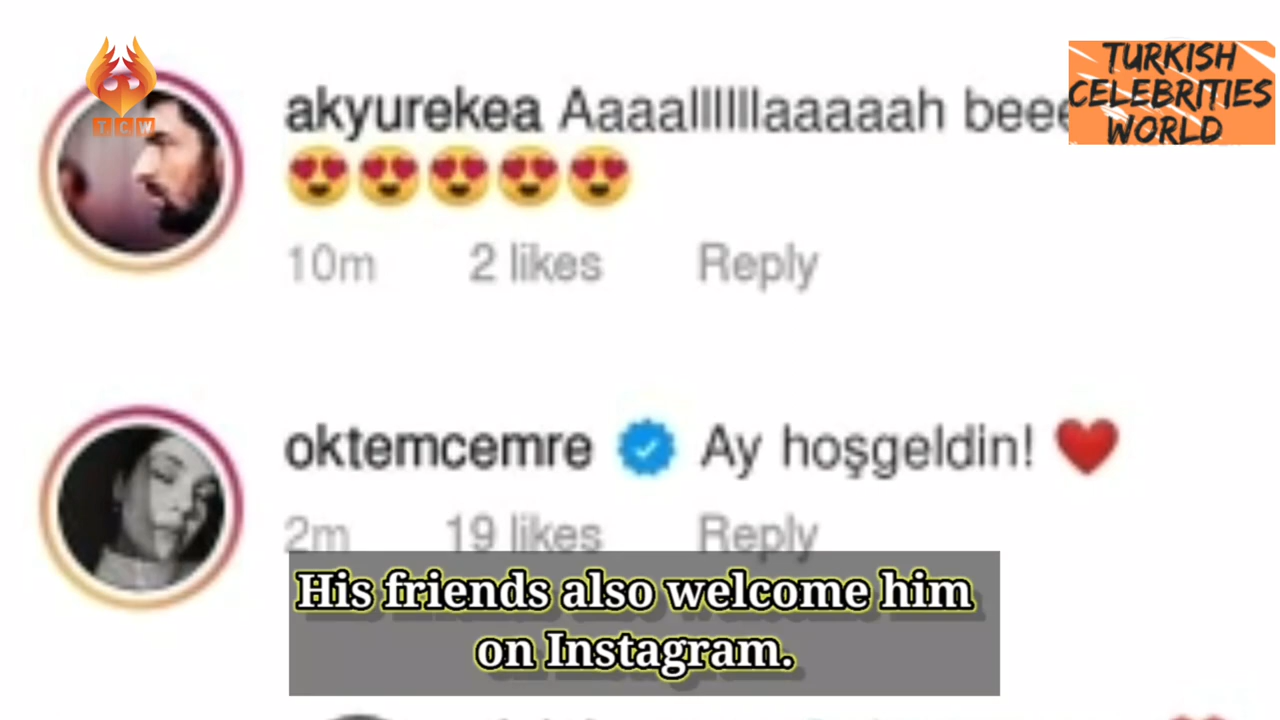 TCW
TURKISH
CELEBRITIES
WORLD
akyurekea Aaaallllllaaaaah beee
10m 2 likes Reply
oktemcemre Ay hoşgeldin!
2m 19 likes Reply
His friends also welcome him
on Instagram.